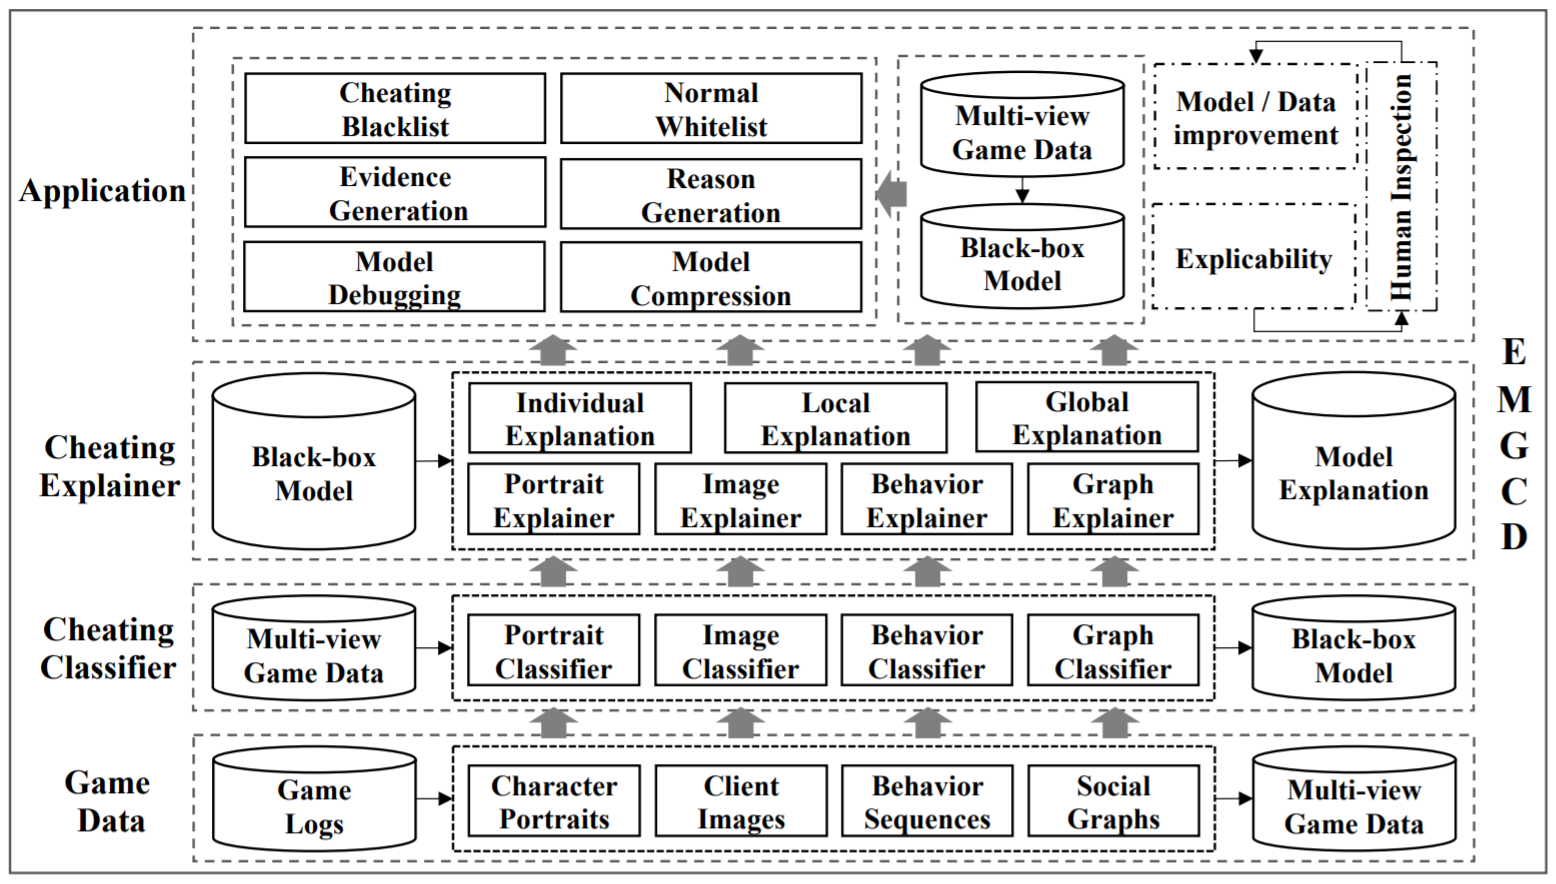 Application
Cheating
Blacklist
Normal
Whitelist
Evidence
Generation
Reason
Generation
Model
Debugging
Model
Compression
Multi-view
Game Data
Black-box
Model
Model / Data
improvement
Explicability
Human Inspection
Cheating
Explainer
Black-box
Model
Individual
Explanation
Local
Explanation
Global
Explanation
Portrait
Explainer
Image
Explainer
Behavior
Explainer
Graph
Explainer
Model
Explanation
Cheating
Classifier
Multi-view
Game Data
Portrait
Classifier
Image
Classifier
Behavior
Classifier
Graph
Classifier
Black-box
Model
Game
Data
Game
Logs
Character
Portraits
Client
Images
Behavior
Sequences
Social
Graphs
Multi-view
Game Data
E
M
G
C
D